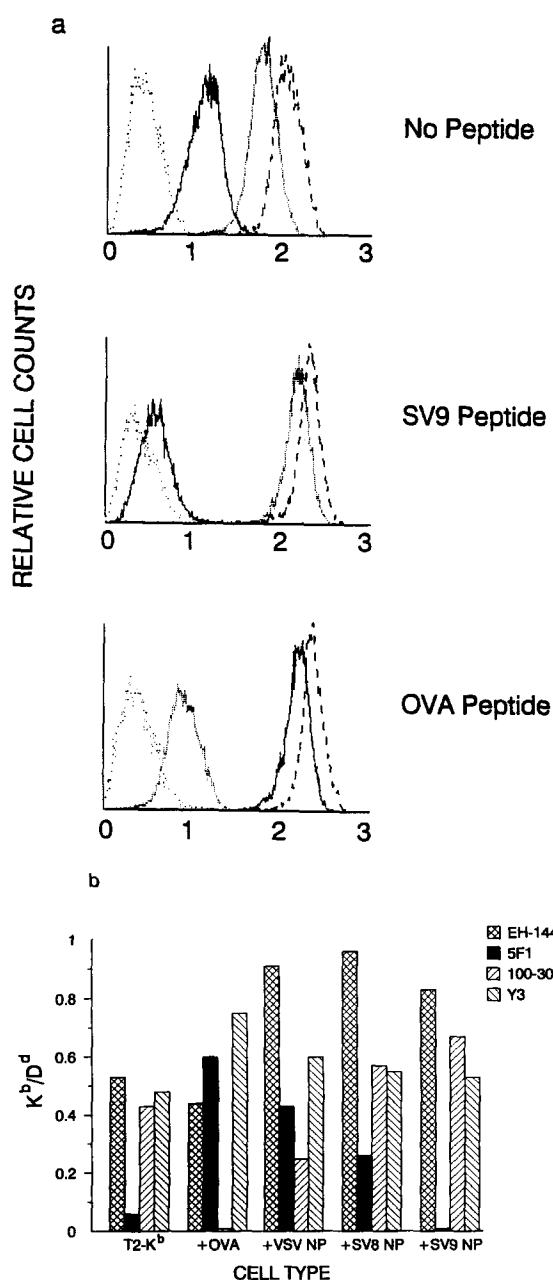 a
No Peptide
0 1 2 3
RELATIVE CELL COUNTS
SV9 Peptide
0 1 2 3
OVA Peptide
0 1 2 3
b
EH-144
5F1
100-30
Y3
1
0.8
0.6
0.4
0.2
0
K^b/D^d
T2-K^b +OVA +VSV NP +SV8 NP +SV9 NP
CELL TYPE